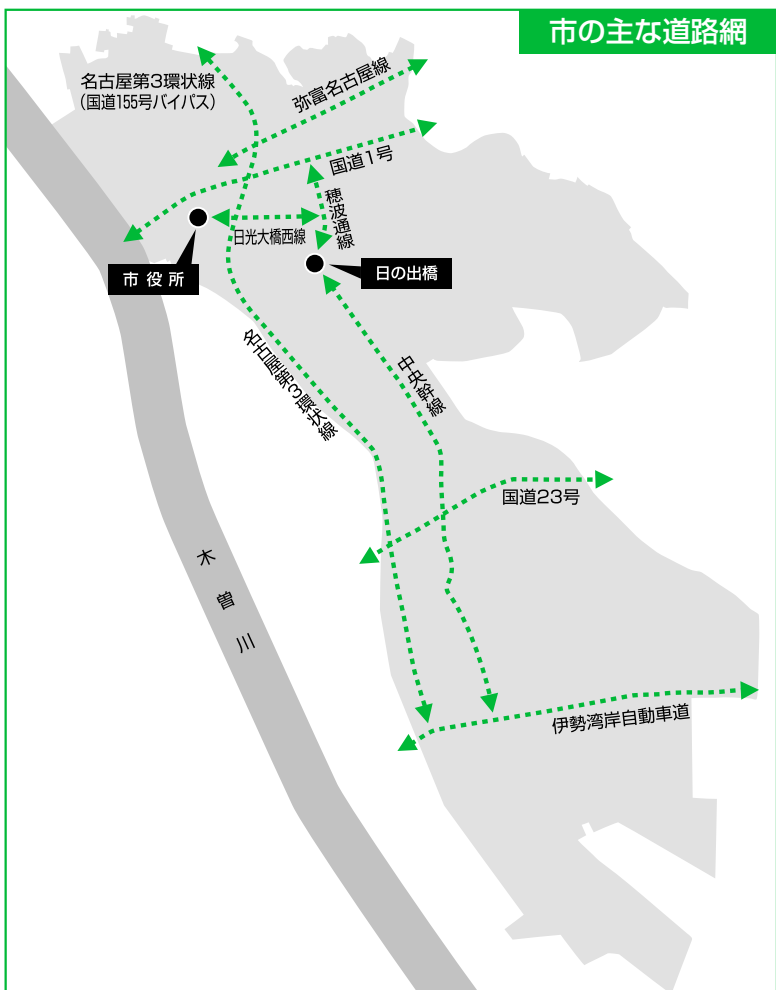 市の主な道路網
名古屋第3環状線
（国道155号バイパス）
弥富名古屋線
国道1号
穂波通線
日光大橋西線
市役所
日の出橋
名古屋第3環状線
中央幹線
国道23号
木曽川
伊勢湾岸自動車道